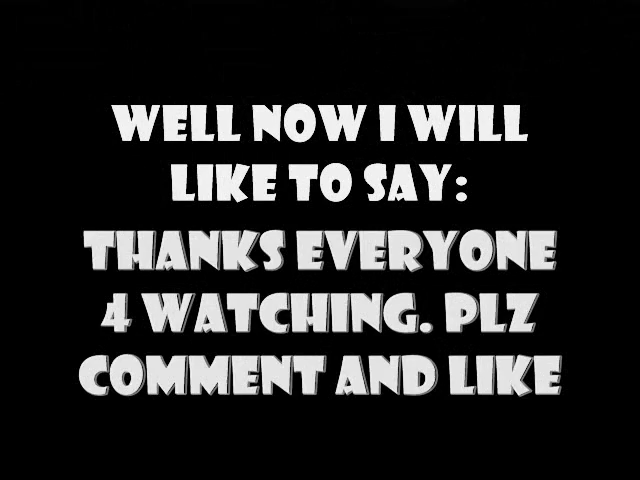 WELL NOW I WILL
LIKE TO SAY:
THANKS EVERYONE
4 WATCHING. PLZ
COMMENT AND LIKE